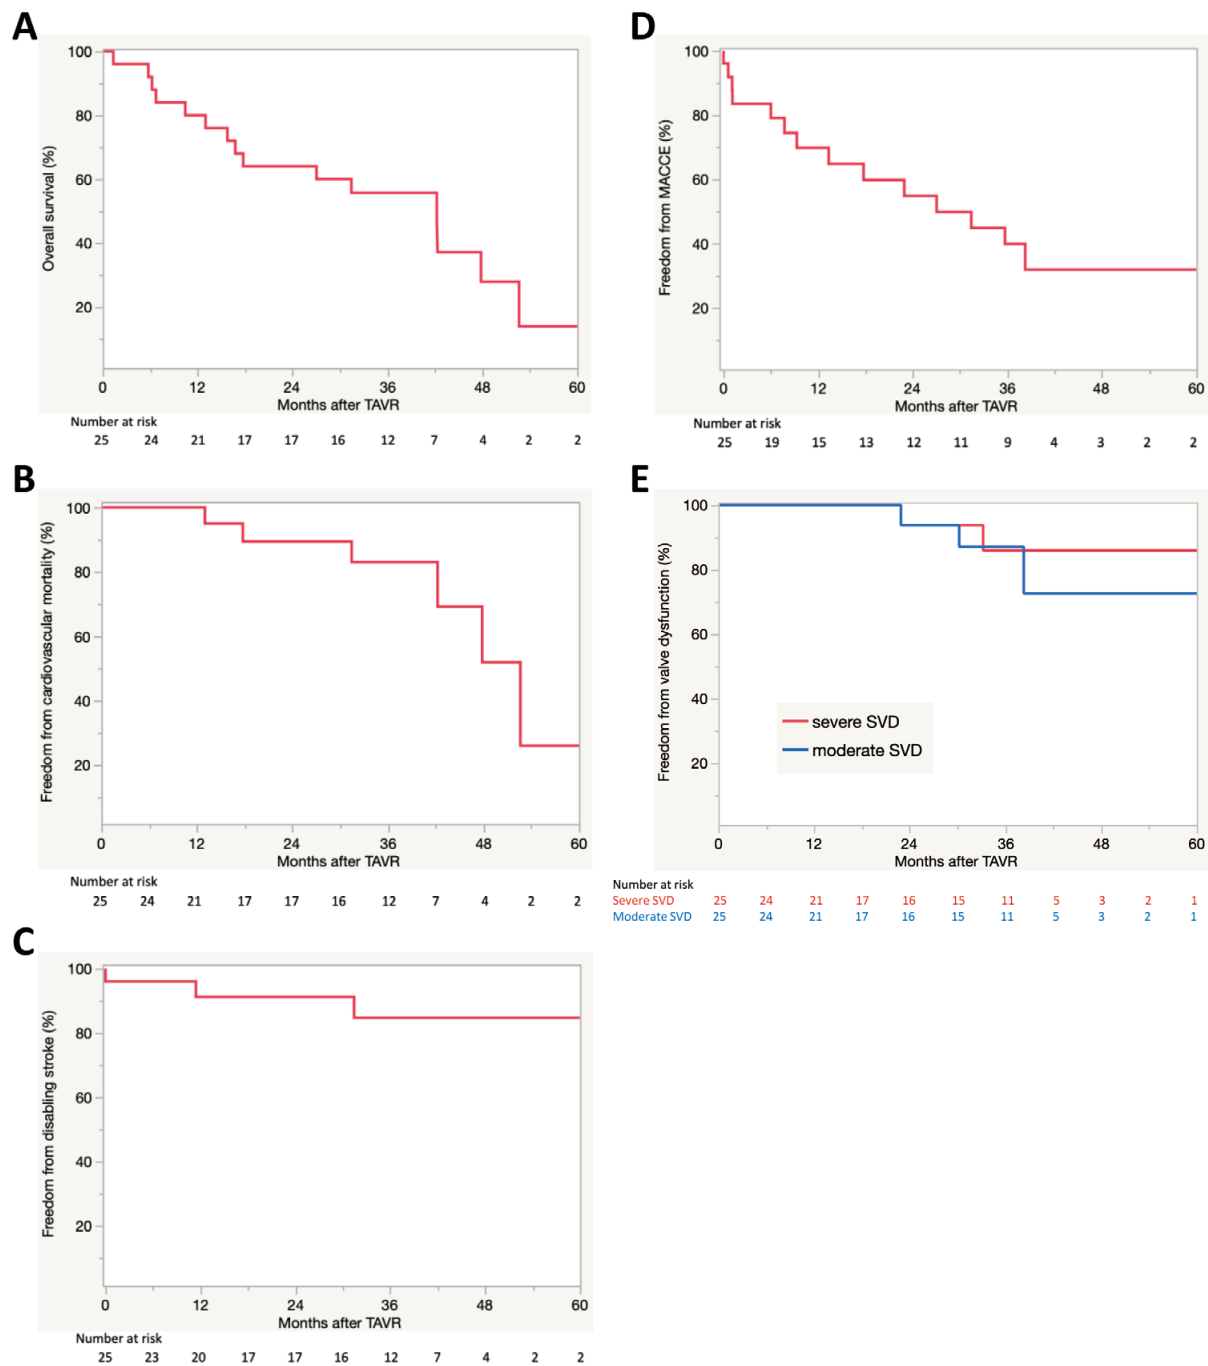 A
Overall survival (%)
100
80
60
40
20
0 12 24 36 48 60
Months after TAVR
Number at risk
25 24 21 17 17 16 12 7 4 2 2
B
Freedom from cardiovascular mortality (%)
100
80
60
40
20
0 12 24 36 48 60
Months after TAVR
Number at risk
25 24 21 17 17 16 12 7 4 2 2
C
Freedom from disabling stroke (%)
100
80
60
40
20
0 12 24 36 48 60
Months after TAVR
Number at risk
25 23 20 17 17 16 12 7 4 2 2
D
Freedom from MACCE (%)
100
80
60
40
20
0 12 24 36 48 60
Months after TAVR
Number at risk
25 19 15 13 12 11 9 4 3 2 2
E
Freedom from valve dysfunction (%)
100
80
60
40
20
severe SVD
moderate SVD
0 12 24 36 48 60
Months after TAVR
Number at risk
Severe SVD 25 24 21 17 16 15 11 5 3 2 1
Moderate SVD 25 24 21 17 16 15 11 5 3 2 1